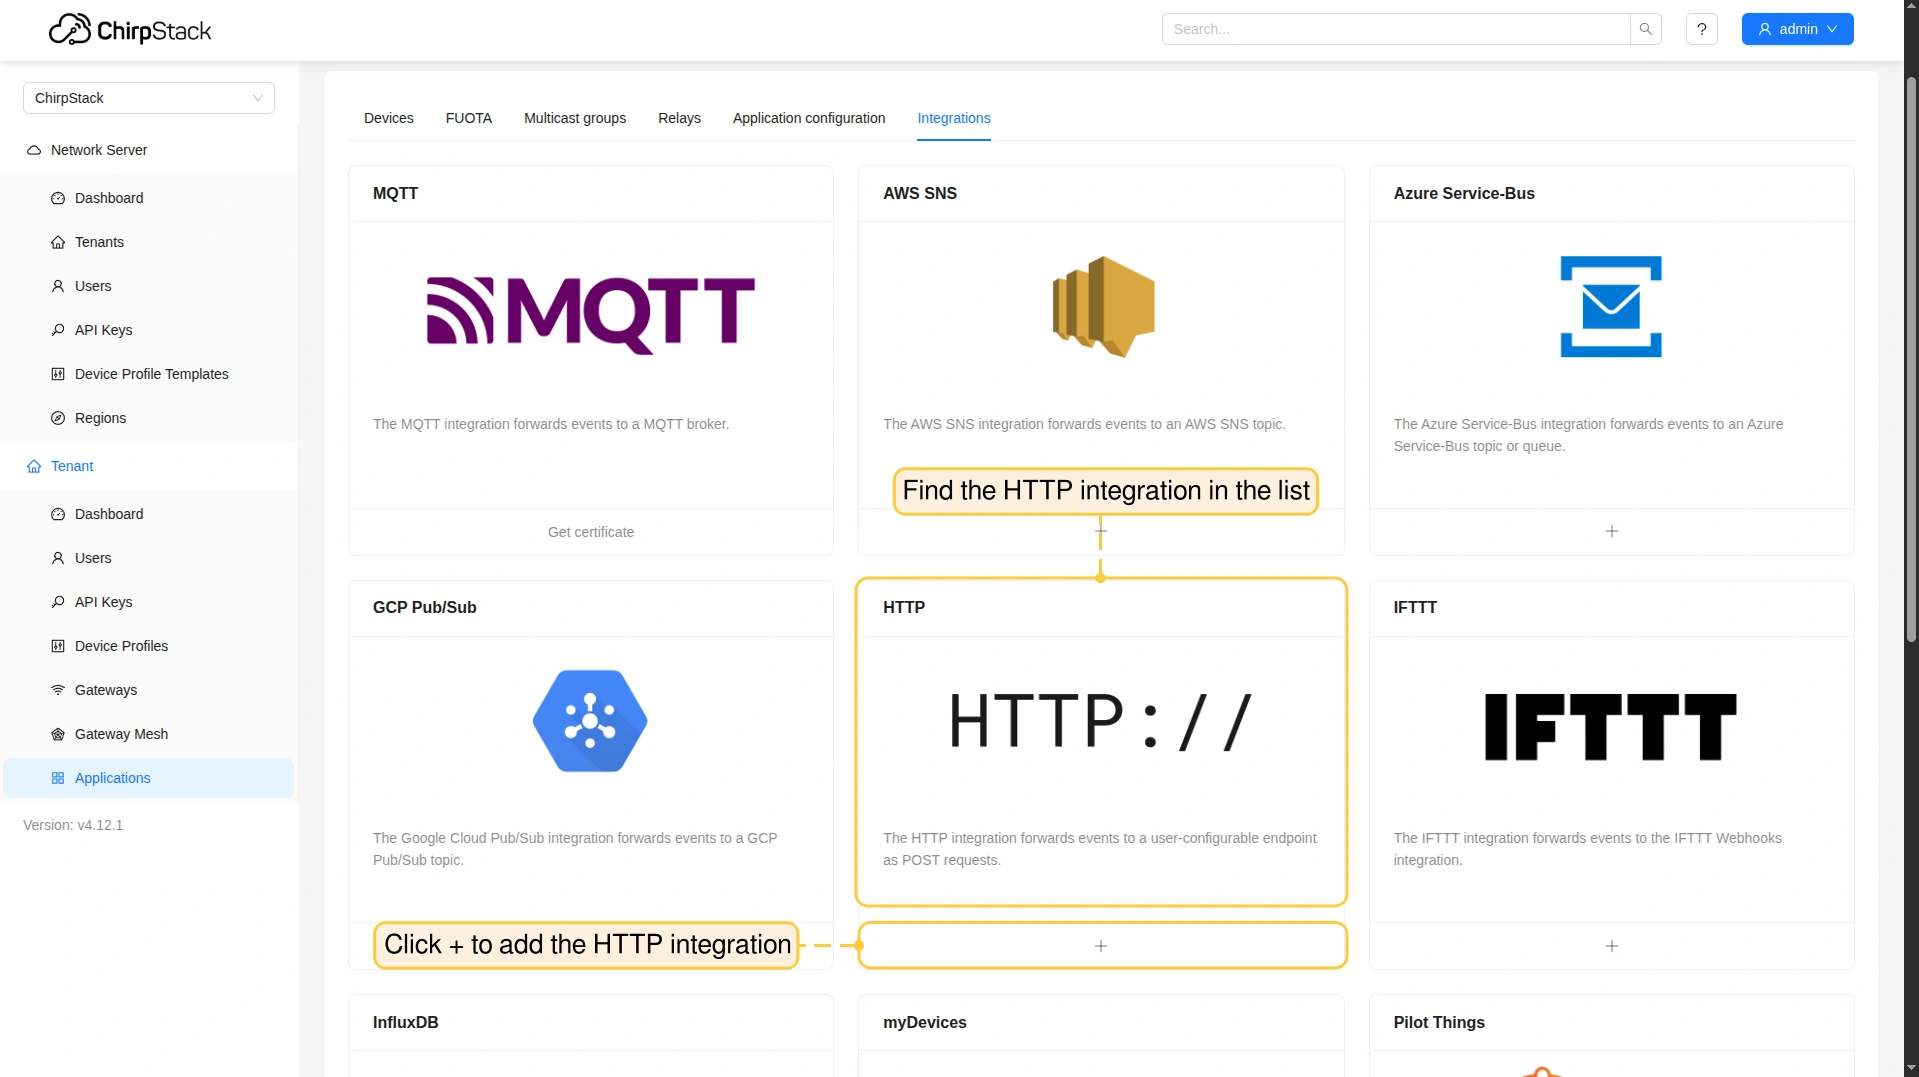 ChirpStack
Search...
?
admin
ChirpStack
Network Server
Dashboard
Tenants
Users
API Keys
Device Profile Templates
Regions
Tenant
Dashboard
Users
API Keys
Device Profiles
Gateways
Gateway Mesh
Applications
Version: v4.12.1
Devices
FUOTA
Multicast groups
Relays
Application configuration
Integrations
MQTT
MQTT
The MQTT integration forwards events to a MQTT broker.
Get certificate
AWS SNS
The AWS SNS integration forwards events to an AWS SNS topic.
Find the HTTP integration in the list
+
Azure Service-Bus
The Azure Service-Bus integration forwards events to an Azure
Service-Bus topic or queue.
+
GCP Pub/Sub
The Google Cloud Pub/Sub integration forwards events to a GCP
Pub/Sub topic.
Click + to add the HTTP integration
HTTP
HTTP://
The HTTP integration forwards events to a user-configurable endpoint
as POST requests.
+
IFTTT
IFTTT
The IFTTT integration forwards events to the IFTTT Webhooks
integration.
+
InfluxDB
myDevices
Pilot Things